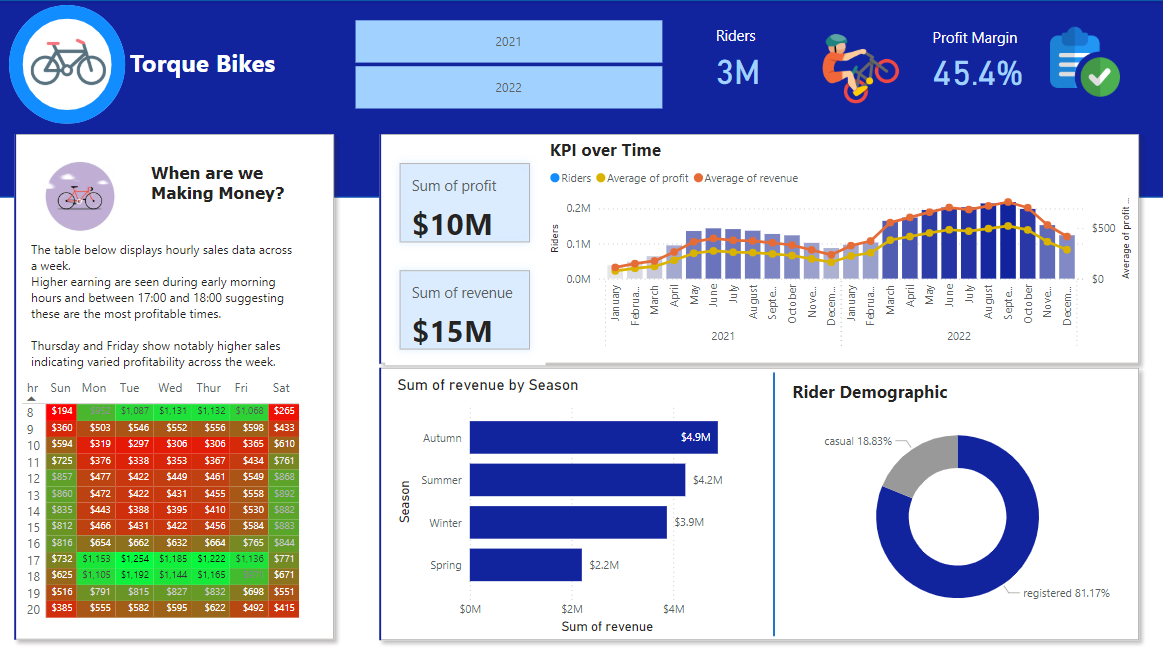 Torque Bikes
2021
2022
Riders
3M
Profit Margin
45.4%
When are we
Making Money?
The table below displays hourly sales data across
a week.
Higher earning are seen during early morning
hours and between 17:00 and 18:00 suggesting
these are the most profitable times.
Thursday and Friday show notably higher sales
indicating varied profitability across the week.
hr Sun Mon Tue Wed Thur Fri Sat
8 $194 $1,087 $1,131 $1,132 $1,068 $265
9 $360 $503 $546 $552 $556 $598 $433
10 $594 $319 $297 $306 $306 $365 $610
11 $725 $376 $338 $353 $367 $434 $761
12 $857 $477 $422 $449 $461 $549 $868
13 $860 $472 $422 $431 $455 $558 $892
14 $835 $443 $388 $395 $410 $530 $882
15 $812 $466 $431 $422 $456 $584 $883
16 $816 $654 $662 $632 $664 $765 $844
17 $732 $1,153 $1,254 $1,185 $1,222 $1,136 $771
18 $625 $1,105 $1,192 $1,144 $1,165 $671
19 $516 $791 $815 $827 $832 $698 $551
20 $385 $555 $582 $595 $622 $492 $415
Sum of profit
$10M
Sum of revenue
$15M
KPI over Time
Riders Average of profit Average of revenue
Riders
0.2M
0.1M
0.0M
$500
$0
Average of profit ...
January Februa... March April May June July August Septe... October Nove... Decem... January Februa... March April May June July August Septe... October Nove... Decem...
2021 2022
Sum of revenue by Season
Season
Autumn $4.9M
Summer $4.2M
Winter $3.9M
Spring $2.2M
$0M $2M $4M
Sum of revenue
Rider Demographic
casual 18.83%
registered 81.17%